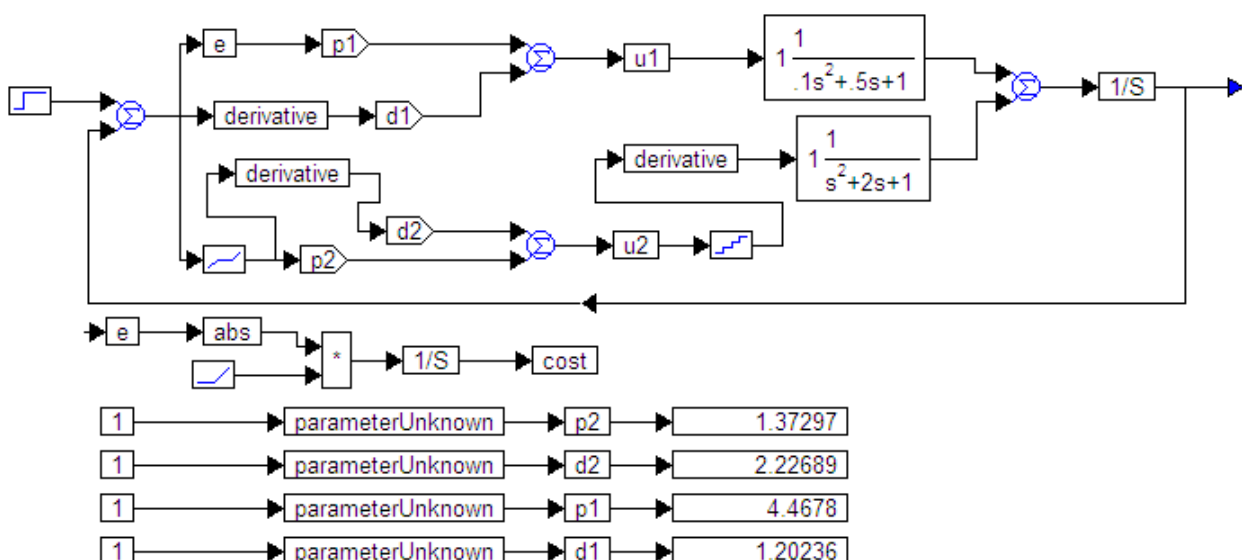 e p1 Σ u1 1 1/.1s²+.5s+1
Σ derivative d1 Σ 1/S
derivative derivative 1 1/s²+2s+1
d2
p2 Σ u2
e abs * 1/S cost
1 parameterUnknown p2 1.37297
1 parameterUnknown d2 2.22689
1 parameterUnknown p1 4.4678
1 parameterUnknown d1 1.20236